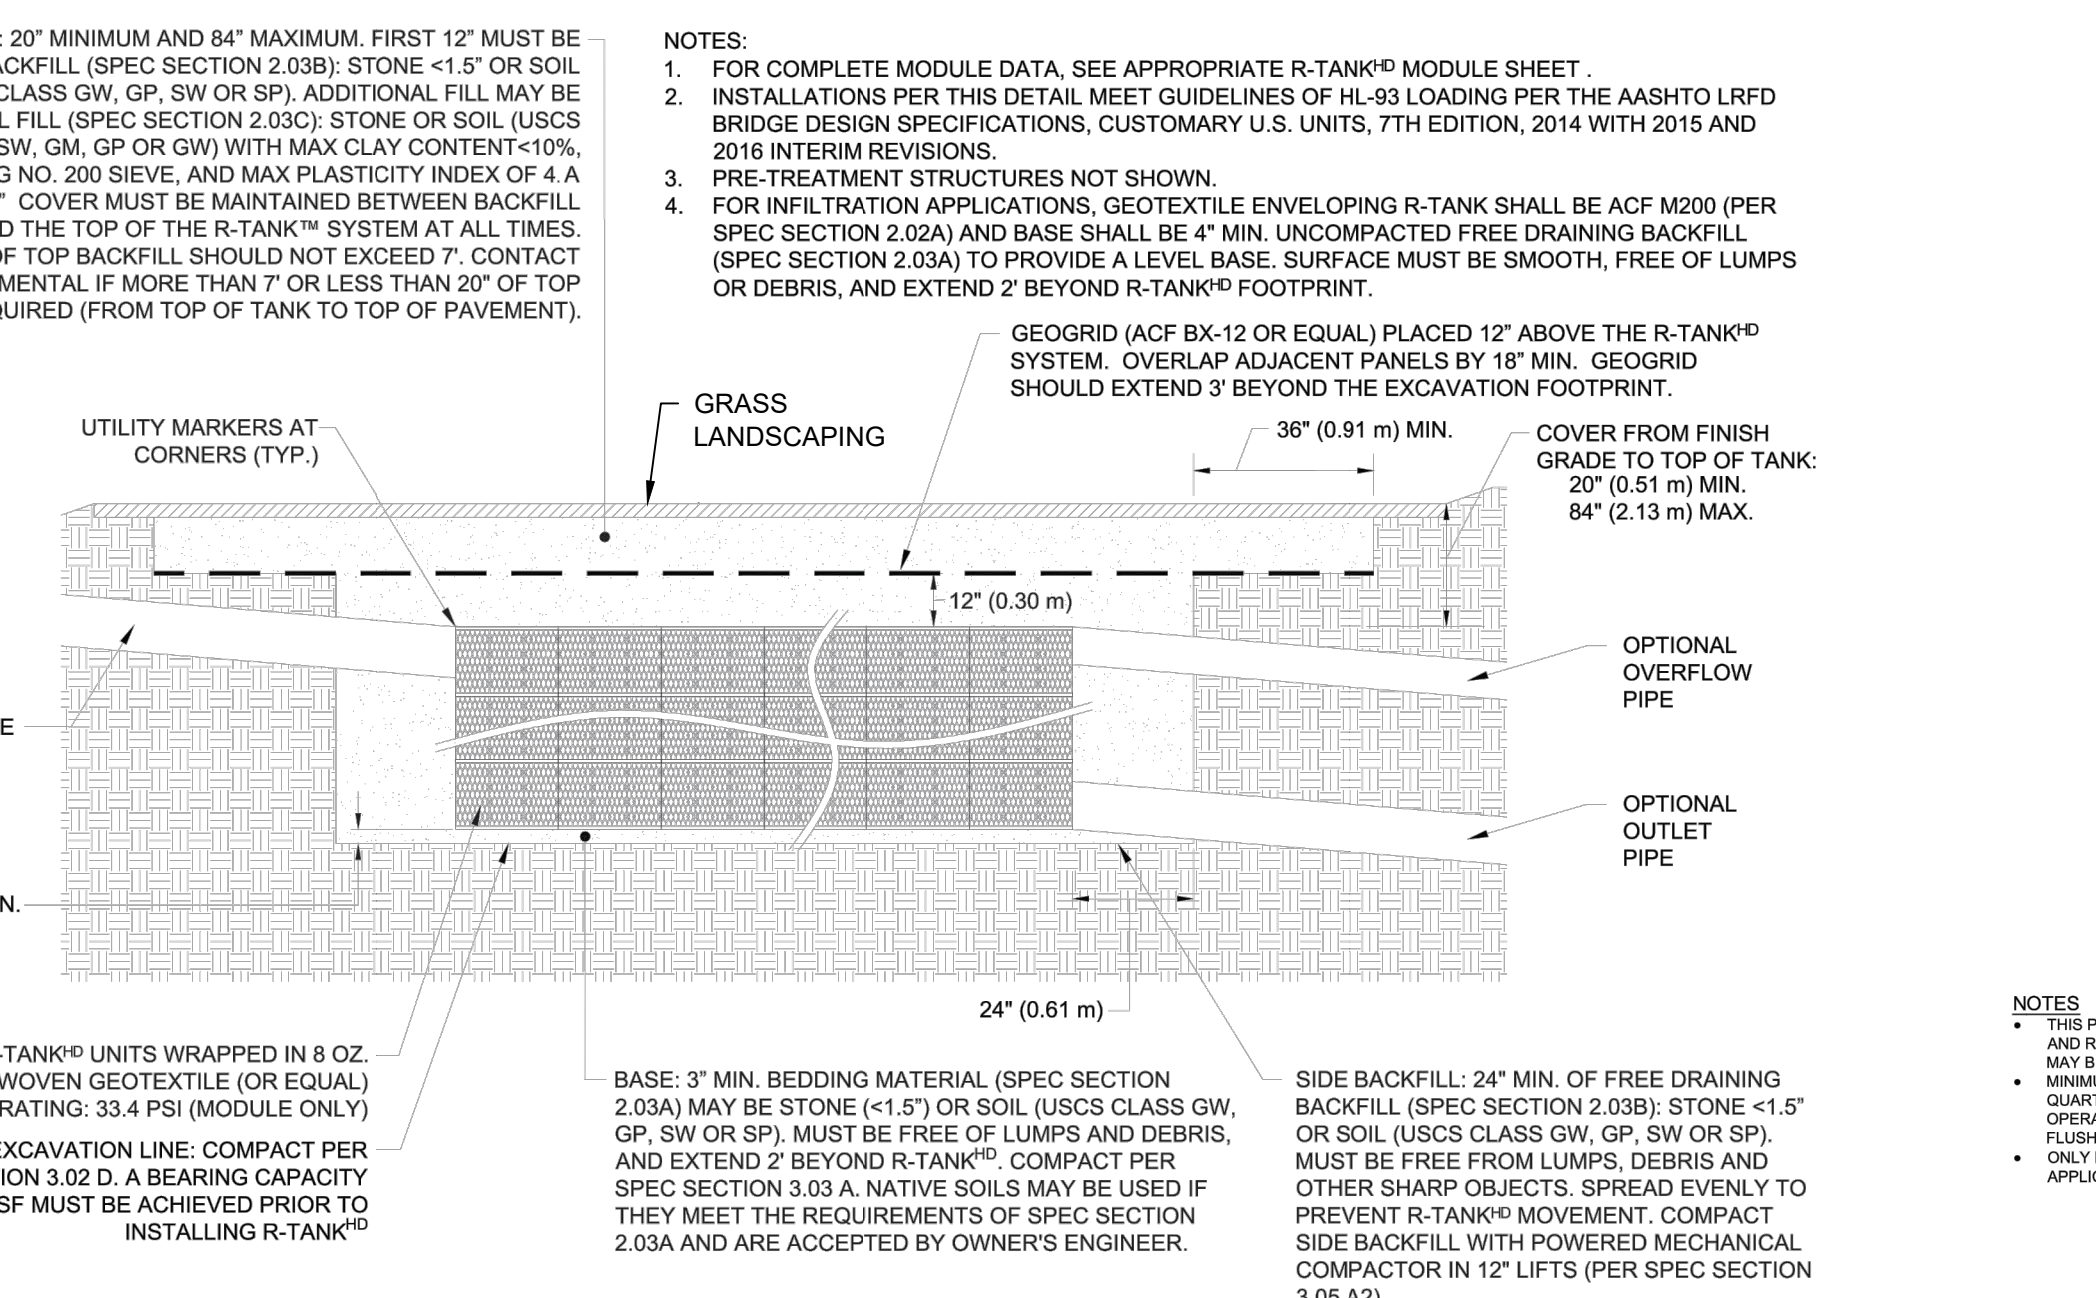 : 20” MINIMUM AND 84” MAXIMUM. FIRST 12” MUST BE
ACKFILL (SPEC SECTION 2.03B): STONE <1.5” OR SOIL
CLASS GW, GP, SW OR SP). ADDITIONAL FILL MAY BE
L FILL (SPEC SECTION 2.03C): STONE OR SOIL (USCS
SW, GM, GP OR GW) WITH MAX CLAY CONTENT<10%,
G NO. 200 SIEVE, AND MAX PLASTICITY INDEX OF 4. A
” COVER MUST BE MAINTAINED BETWEEN BACKFILL
D THE TOP OF THE R-TANK™ SYSTEM AT ALL TIMES.
OF TOP BACKFILL SHOULD NOT EXCEED 7'. CONTACT
MENTAL IF MORE THAN 7' OR LESS THAN 20" OF TOP
QUIRED (FROM TOP OF TANK TO TOP OF PAVEMENT).
NOTES:
1. FOR COMPLETE MODULE DATA, SEE APPROPRIATE R-TANKHD MODULE SHEET .
2. INSTALLATIONS PER THIS DETAIL MEET GUIDELINES OF HL-93 LOADING PER THE AASHTO LRFD
BRIDGE DESIGN SPECIFICATIONS, CUSTOMARY U.S. UNITS, 7TH EDITION, 2014 WITH 2015 AND
2016 INTERIM REVISIONS.
3. PRE-TREATMENT STRUCTURES NOT SHOWN.
4. FOR INFILTRATION APPLICATIONS, GEOTEXTILE ENVELOPING R-TANK SHALL BE ACF M200 (PER
SPEC SECTION 2.02A) AND BASE SHALL BE 4" MIN. UNCOMPACTED FREE DRAINING BACKFILL
(SPEC SECTION 2.03A) TO PROVIDE A LEVEL BASE. SURFACE MUST BE SMOOTH, FREE OF LUMPS
OR DEBRIS, AND EXTEND 2' BEYOND R-TANKHD FOOTPRINT.
GEOGRID (ACF BX-12 OR EQUAL) PLACED 12” ABOVE THE R-TANKHD
SYSTEM. OVERLAP ADJACENT PANELS BY 18” MIN. GEOGRID
SHOULD EXTEND 3' BEYOND THE EXCAVATION FOOTPRINT.
UTILITY MARKERS AT
CORNERS (TYP.)
GRASS
LANDSCAPING
36" (0.91 m) MIN.
COVER FROM FINISH
GRADE TO TOP OF TANK:
20" (0.51 m) MIN.
84" (2.13 m) MAX.
12" (0.30 m)
OPTIONAL
OVERFLOW
PIPE
E
OPTIONAL
OUTLET
PIPE
N.
24" (0.61 m)
-TANKHD UNITS WRAPPED IN 8 OZ.
WOVEN GEOTEXTILE (OR EQUAL)
RATING: 33.4 PSI (MODULE ONLY)
EXCAVATION LINE: COMPACT PER
ION 3.02 D. A BEARING CAPACITY
SF MUST BE ACHIEVED PRIOR TO
INSTALLING R-TANKHD
BASE: 3” MIN. BEDDING MATERIAL (SPEC SECTION
2.03A) MAY BE STONE (<1.5”) OR SOIL (USCS CLASS GW,
GP, SW OR SP). MUST BE FREE OF LUMPS AND DEBRIS,
AND EXTEND 2' BEYOND R-TANKHD. COMPACT PER
SPEC SECTION 3.03 A. NATIVE SOILS MAY BE USED IF
THEY MEET THE REQUIREMENTS OF SPEC SECTION
2.03A AND ARE ACCEPTED BY OWNER'S ENGINEER.
SIDE BACKFILL: 24" MIN. OF FREE DRAINING
BACKFILL (SPEC SECTION 2.03B): STONE <1.5”
OR SOIL (USCS CLASS GW, GP, SW OR SP).
MUST BE FREE FROM LUMPS, DEBRIS AND
OTHER SHARP OBJECTS. SPREAD EVENLY TO
PREVENT R-TANKHD MOVEMENT. COMPACT
SIDE BACKFILL WITH POWERED MECHANICAL
COMPACTOR IN 12" LIFTS (PER SPEC SECTION
3.05 A2)
NOTES
• THIS P
AND R
MAY B
• MINIMU
QUART
OPERA
FLUSH
• ONLY
APPLIC